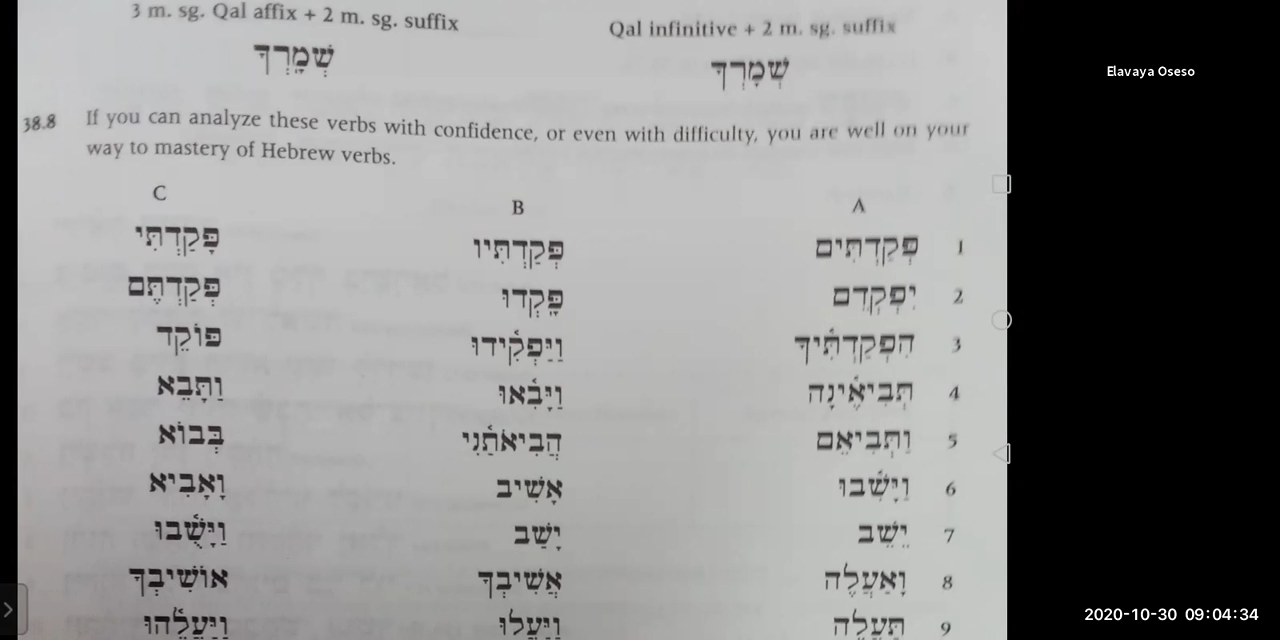 3 m. sg. Qal affix + 2 m. sg. suffix
Qal infinitive + 2 m. sg. suffix
שְׁמָרְךָ
שְׁמָרְךָ
38.8 If you can analyze these verbs with confidence, or even with difficulty, you are well on your
way to mastery of Hebrew verbs.
C B A
1 פְּקַדְתִּים פְּקַדְתִּיו פָּקַדְתִּי
2 יִפְקְדֵם פָּקְדוּ פְּקַדְתֶּם
3 הִפְקַדְתִּיךָ וַיַּפְקִידוּ פּוֹקֵד
4 תְּבִיאֶינָה וַיָּבִאוּ וַתָּבֵא
5 וַתְּבִיאֵם הֲבִיאֹתַנִי בְּבוֹא
6 וַיָּשִׁבוּ אָשִׁיב וָאָבִיא
7 יֵשֵׁב יָשַׁב וַיָּשֻׁבוּ
8 וָאַעֲלֶה אֲשִׁיבְךָ אוֹשִׁיבְךָ
9 תַּעֲלֶה וַיַּעֲלוּ וַיַּעֲלֵהוּ
Elavaya Oseso
2020-10-30 09:04:34